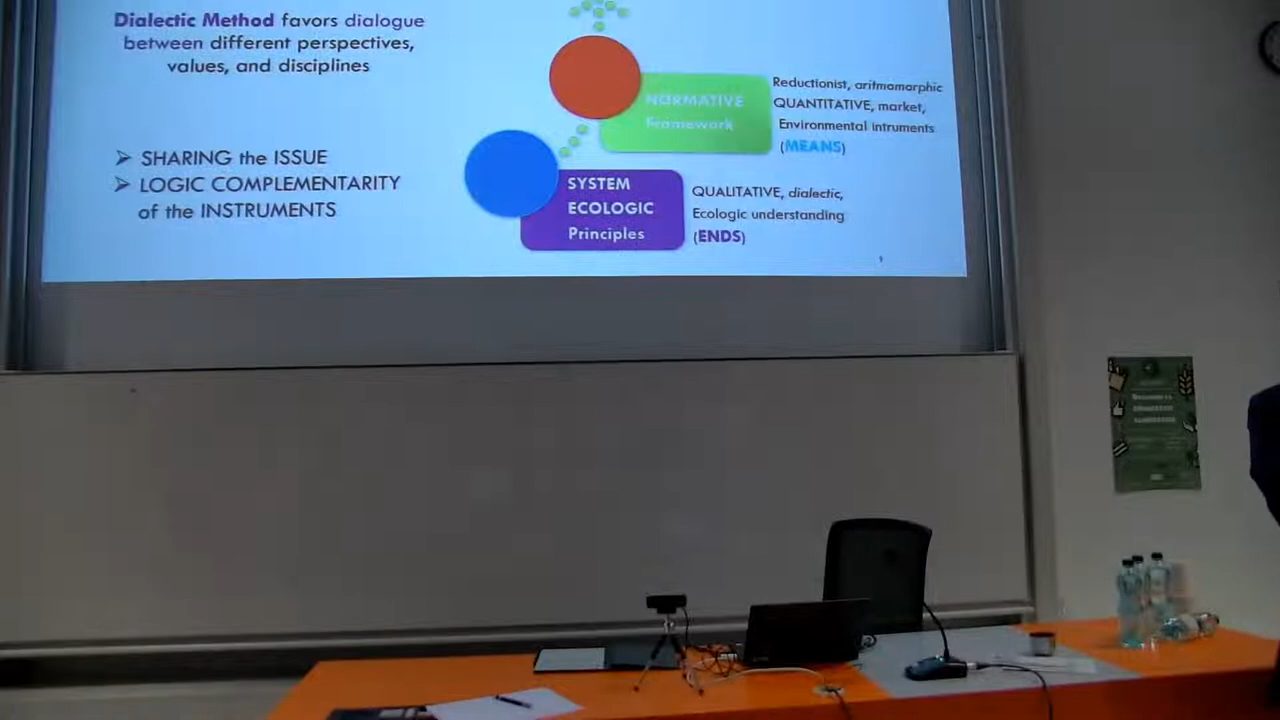 Dialectic Method favors dialogue
between different perspectives,
values, and disciplines
➢ SHARING the ISSUE
➢ LOGIC COMPLEMENTARITY
of the INSTRUMENTS
NORMATIVE
Framework
Reductionist, aritmomorphic
QUANTITATIVE, market,
Environmental intruments
(MEANS)
SYSTEM
ECOLOGIC
Principles
QUALITATIVE, dialectic,
Ecologic understanding
(ENDS)